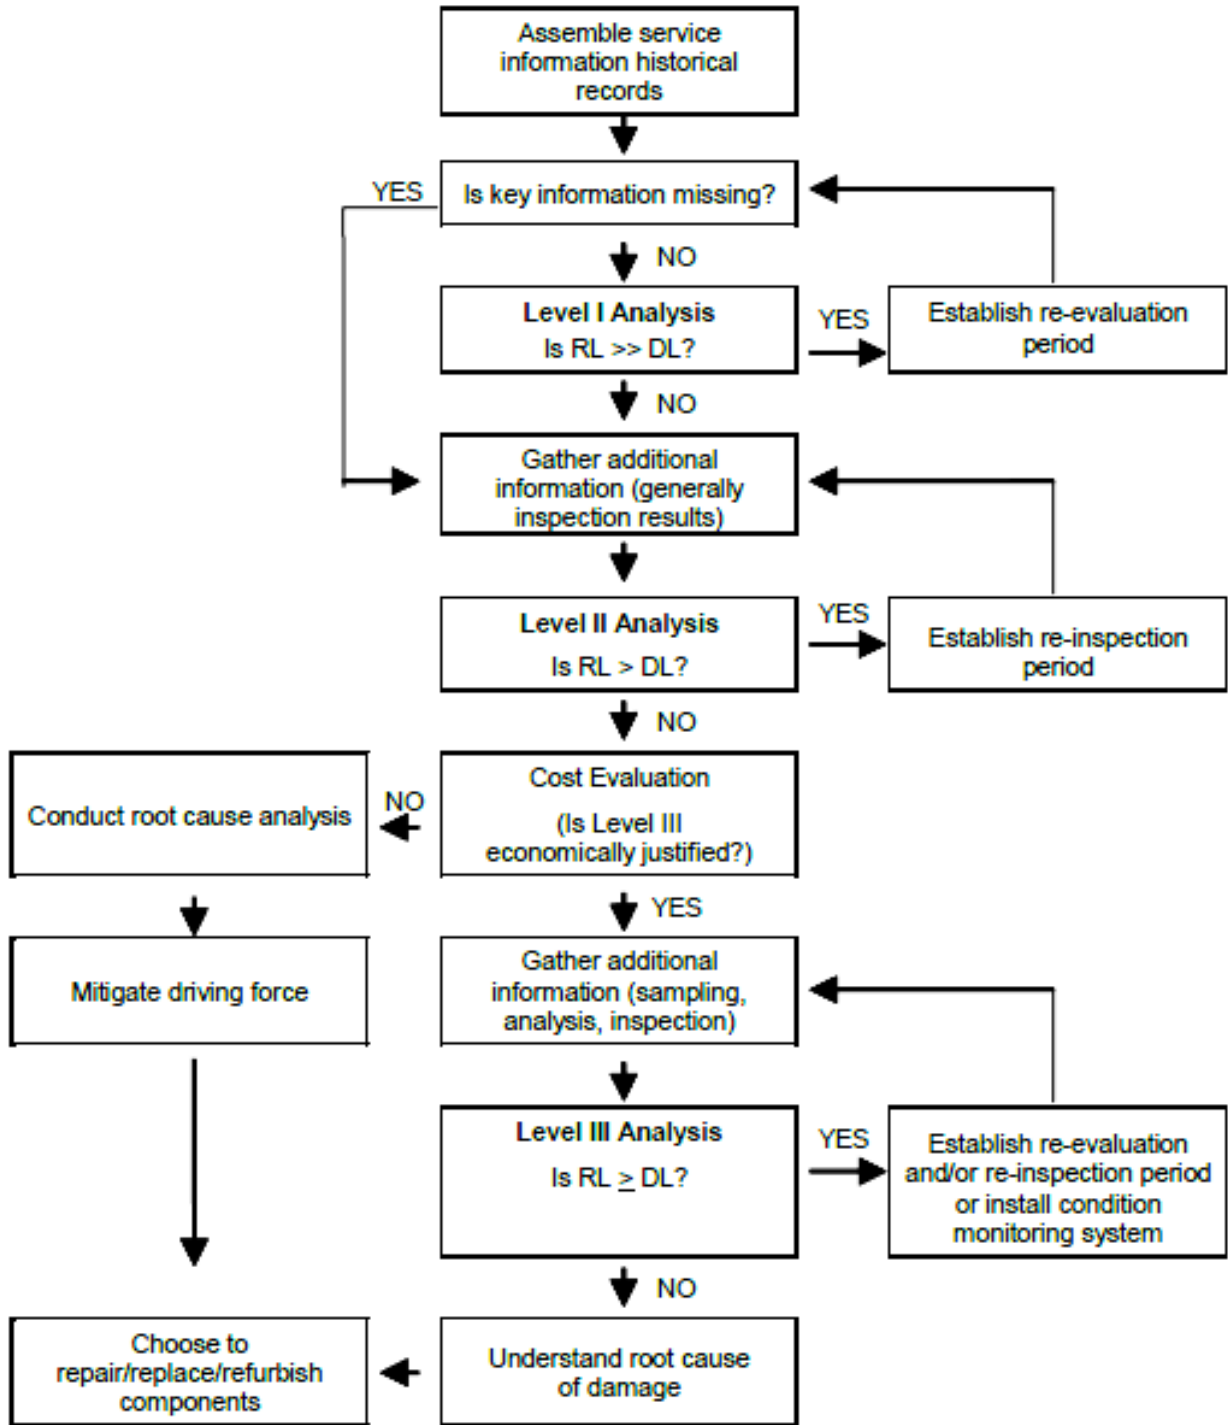 Assemble service
information historical
records
YES
Is key information missing?
NO
Level I Analysis
Is RL >> DL?
YES
Establish re-evaluation
period
NO
Gather additional
information (generally
inspection results)
Level II Analysis
Is RL > DL?
YES
Establish re-inspection
period
NO
Conduct root cause analysis
NO
Cost Evaluation
(Is Level III
economically justified?)
YES
Mitigate driving force
Gather additional
information (sampling,
analysis, inspection)
Level III Analysis
Is RL ≥ DL?
YES
Establish re-evaluation
and/or re-inspection period
or install condition
monitoring system
NO
Choose to
repair/replace/refurbish
components
Understand root cause
of damage